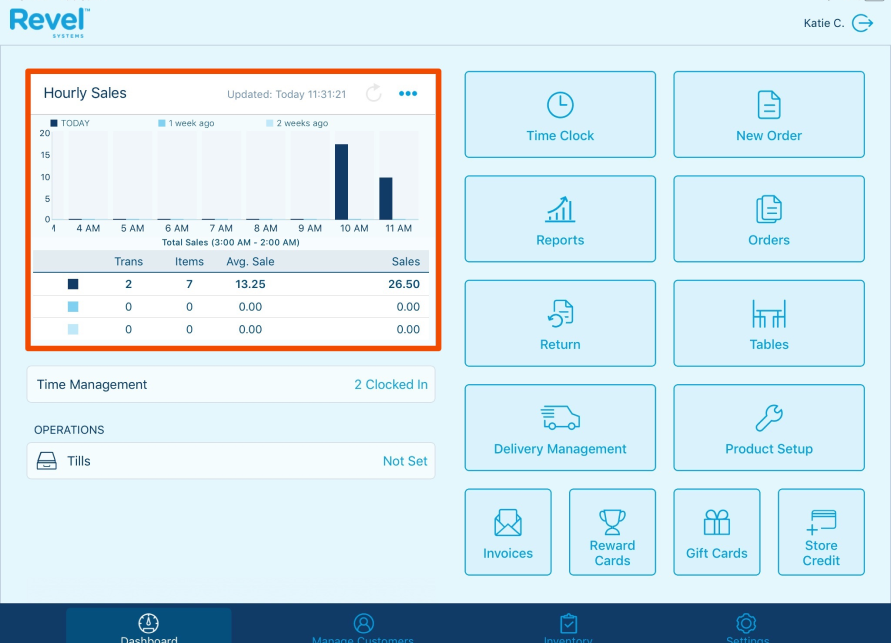 Revel™
SYSTEMS
Katie C.
Hourly Sales
Updated: Today 11:31:21
TODAY
1 week ago
2 weeks ago
20
15
10
5
0
4 AM 5 AM 6 AM 7 AM 8 AM 9 AM 10 AM 11 AM
Total Sales (3:00 AM - 2:00 AM)
Trans Items Avg. Sale Sales
2 7 13.25 26.50
0 0 0.00 0.00
0 0 0.00 0.00
Time Management 2 Clocked In
OPERATIONS
Tills Not Set
Time Clock
New Order
Reports
Orders
Return
Tables
Delivery Management
Product Setup
Invoices
Reward
Cards
Gift Cards
Store
Credit
Dashboard
Manage Customers
Inventory
Settings